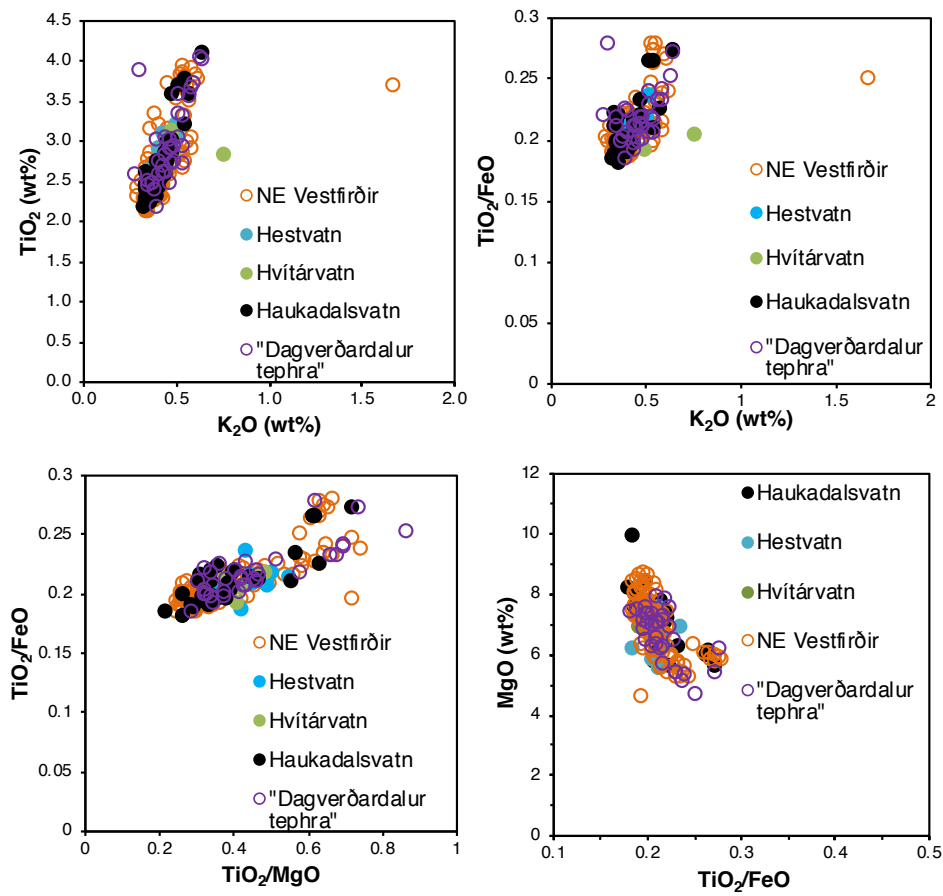 4.5
4.0
3.5
3.0
2.5
2.0
1.5
1.0
0.5
0.0
TiO2 (wt%)
NE Vestfirðir
Hestvatn
Hvítárvatn
Haukadalsvatn
"Dagverðardalur
tephra"
0.0
0.5
1.0
1.5
2.0
K2O (wt%)
0.3
0.25
0.2
0.15
0.1
0.05
0
TiO2/FeO
NE Vestfirðir
Hestvatn
Hvítárvatn
Haukadalsvatn
"Dagverðardalur
tephra"
0
0.5
1
1.5
2
K2O (wt%)
0.3
0.25
0.2
0.15
0.1
0.05
0
TiO2/FeO
NE Vestfirðir
Hestvatn
Hvítárvatn
Haukadalsvatn
"Dagverðardalur
tephra"
0
0.2
0.4
0.6
0.8
1
TiO2/MgO
12
10
8
6
4
2
0
MgO (wt%)
Haukadalsvatn
Hestvatn
Hvítárvatn
NE Vestfirðir
"Dagverðardalur
tephra"
0.1
0.2
0.3
0.4
0.5
TiO2/FeO